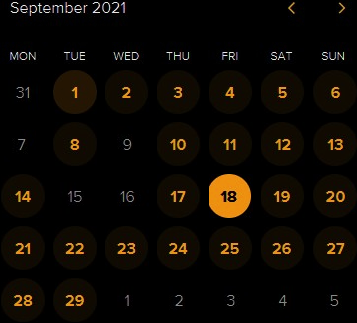 September 2021 < >
MON TUE WED THU FRI SAT SUN
31 1 2 3 4 5 6
7 8 9 10 11 12 13
14 15 16 17 18 19 20
21 22 23 24 25 26 27
28 29 1 2 3 4 5